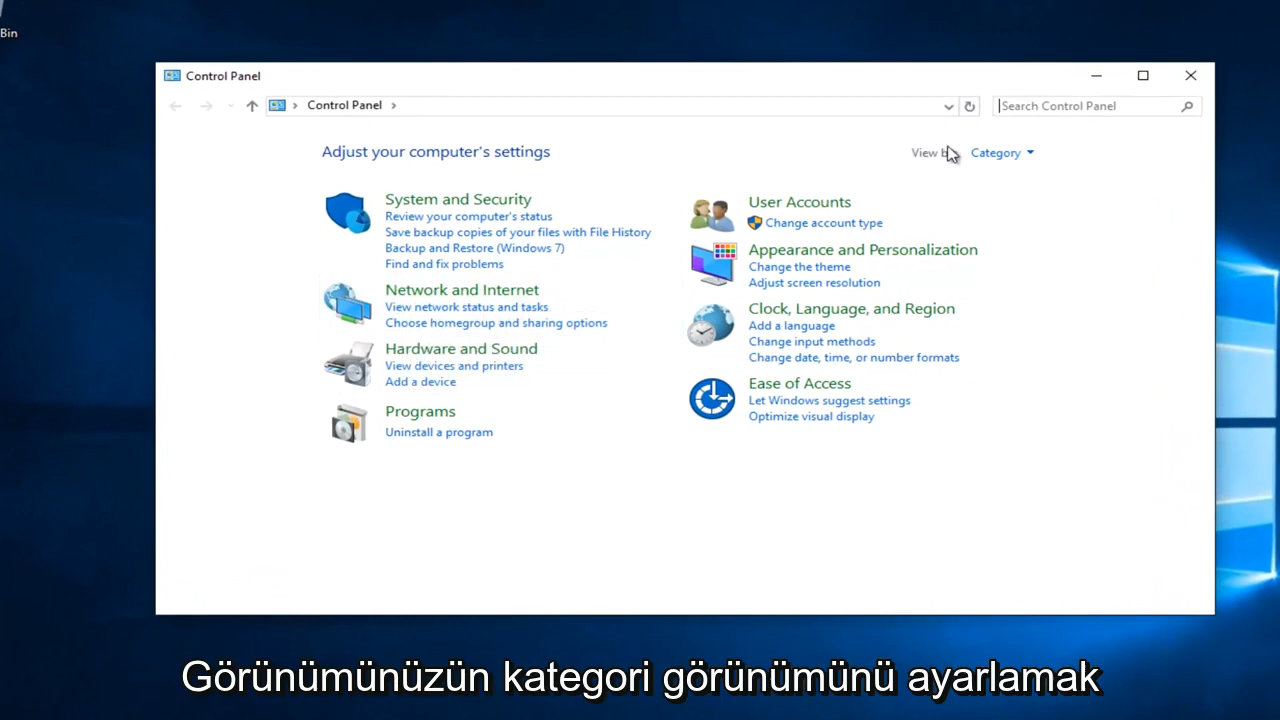 Bin
Control Panel
Control Panel
Search Control Panel
Adjust your computer's settings
View b
Category
System and Security
Review your computer's status
Save backup copies of your files with File History
Backup and Restore (Windows 7)
Find and fix problems
Network and Internet
View network status and tasks
Choose homegroup and sharing options
Hardware and Sound
View devices and printers
Add a device
Programs
Uninstall a program
User Accounts
Change account type
Appearance and Personalization
Change the theme
Adjust screen resolution
Clock, Language, and Region
Add a language
Change input methods
Change date, time, or number formats
Ease of Access
Let Windows suggest settings
Optimize visual display
Görünümünüzün kategori görünümünü ayarlamak